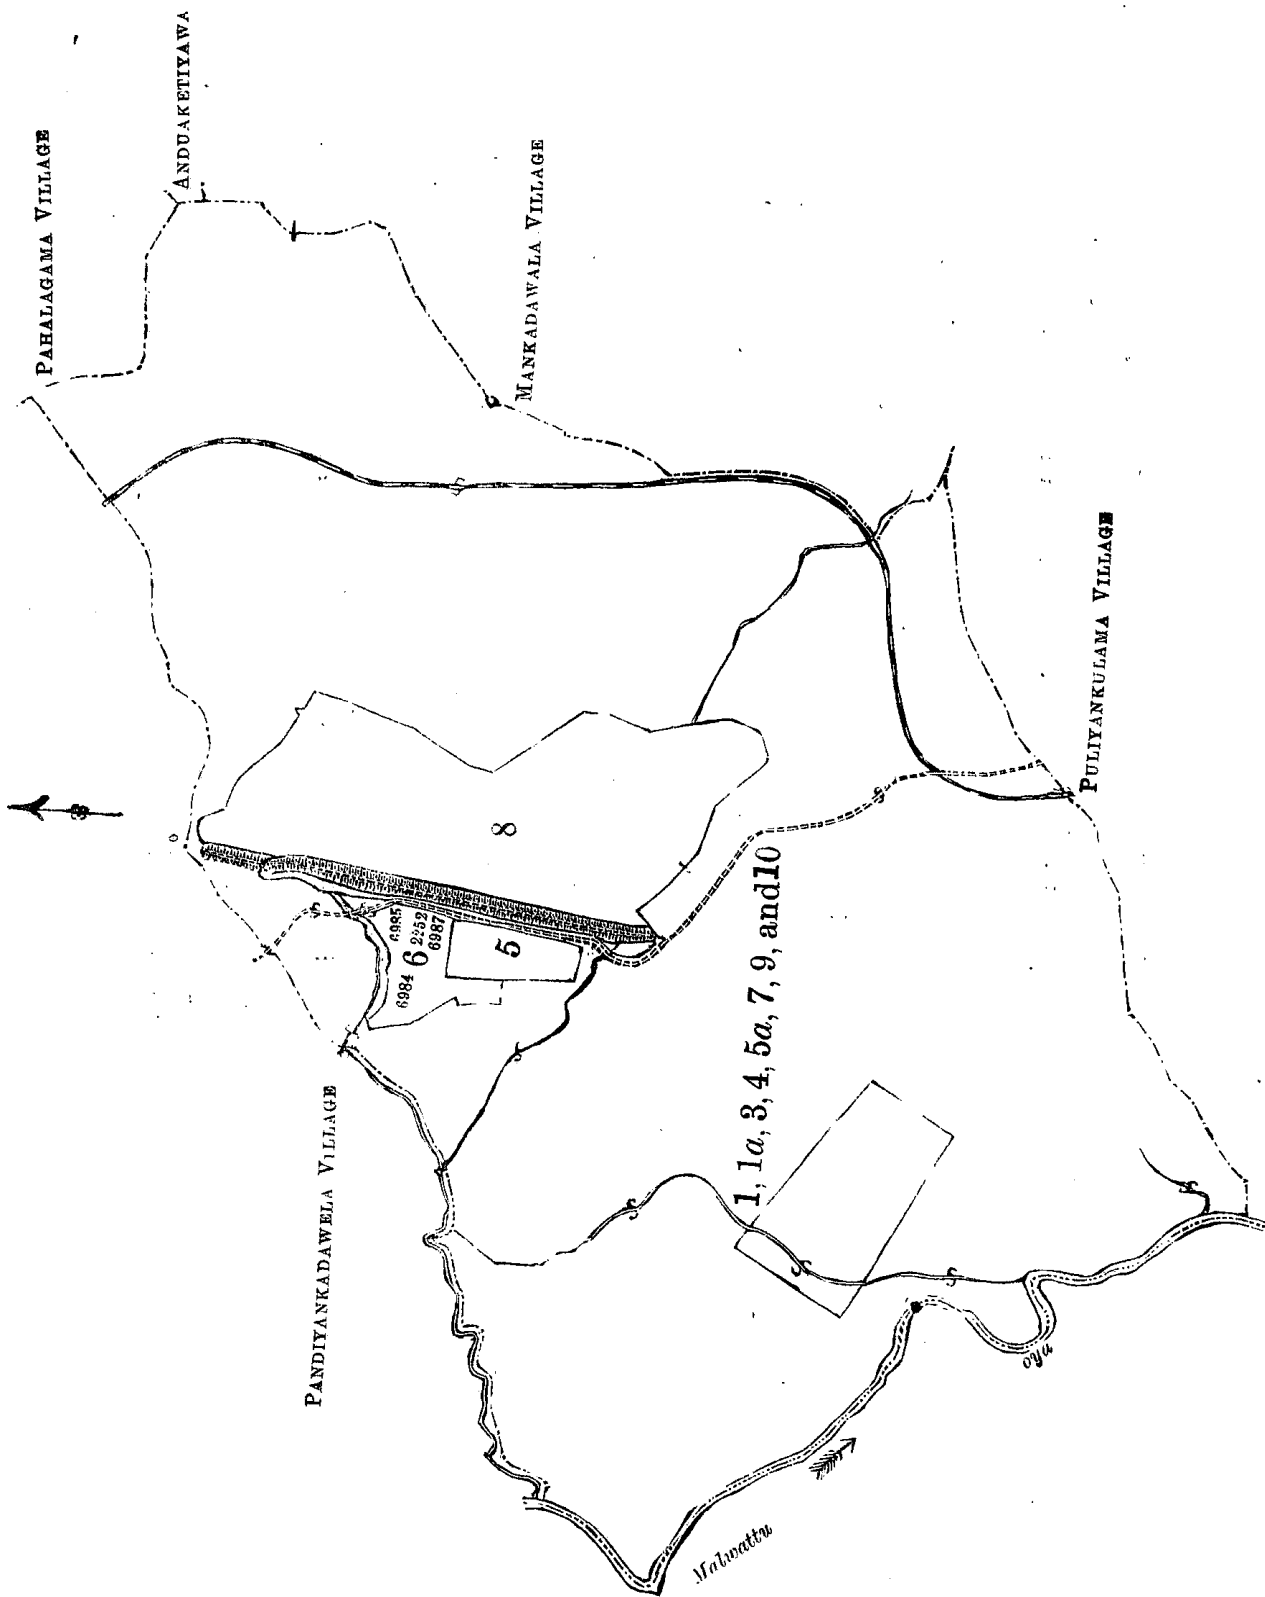 PAHALAGAMA VILLAGE
ANDUAKETIYAWA
MANKADAWALA VILLAGE
PULIYANKULAMA VILLAGE
PANDIYANKADAWELA VILLAGE
8
6985
6984 6 2252
6987
5
1, 1a, 3, 4, 5a, 7, 9, and 10
Malwattu
oya